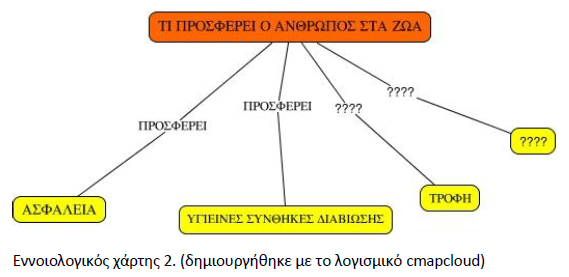 ΤΙ ΠΡΟΣΦΕΡΕΙ Ο ΑΝΘΡΩΠΟΣ ΣΤΑ ΖΩΑ
????
ΠΡΟΣΦΕΡΕΙ
????
ΠΡΟΣΦΕΡΕΙ
????
ΤΡΟΦΗ
ΑΣΦΑΛΕΙΑ
ΥΓΙΕΙΝΕΣ ΣΥΝΘΗΚΕΣ ΔΙΑΒΙΩΣΗΣ
Εννοιολογικός χάρτης 2. (δημιουργήθηκε με το λογισμικό cmapcloud)